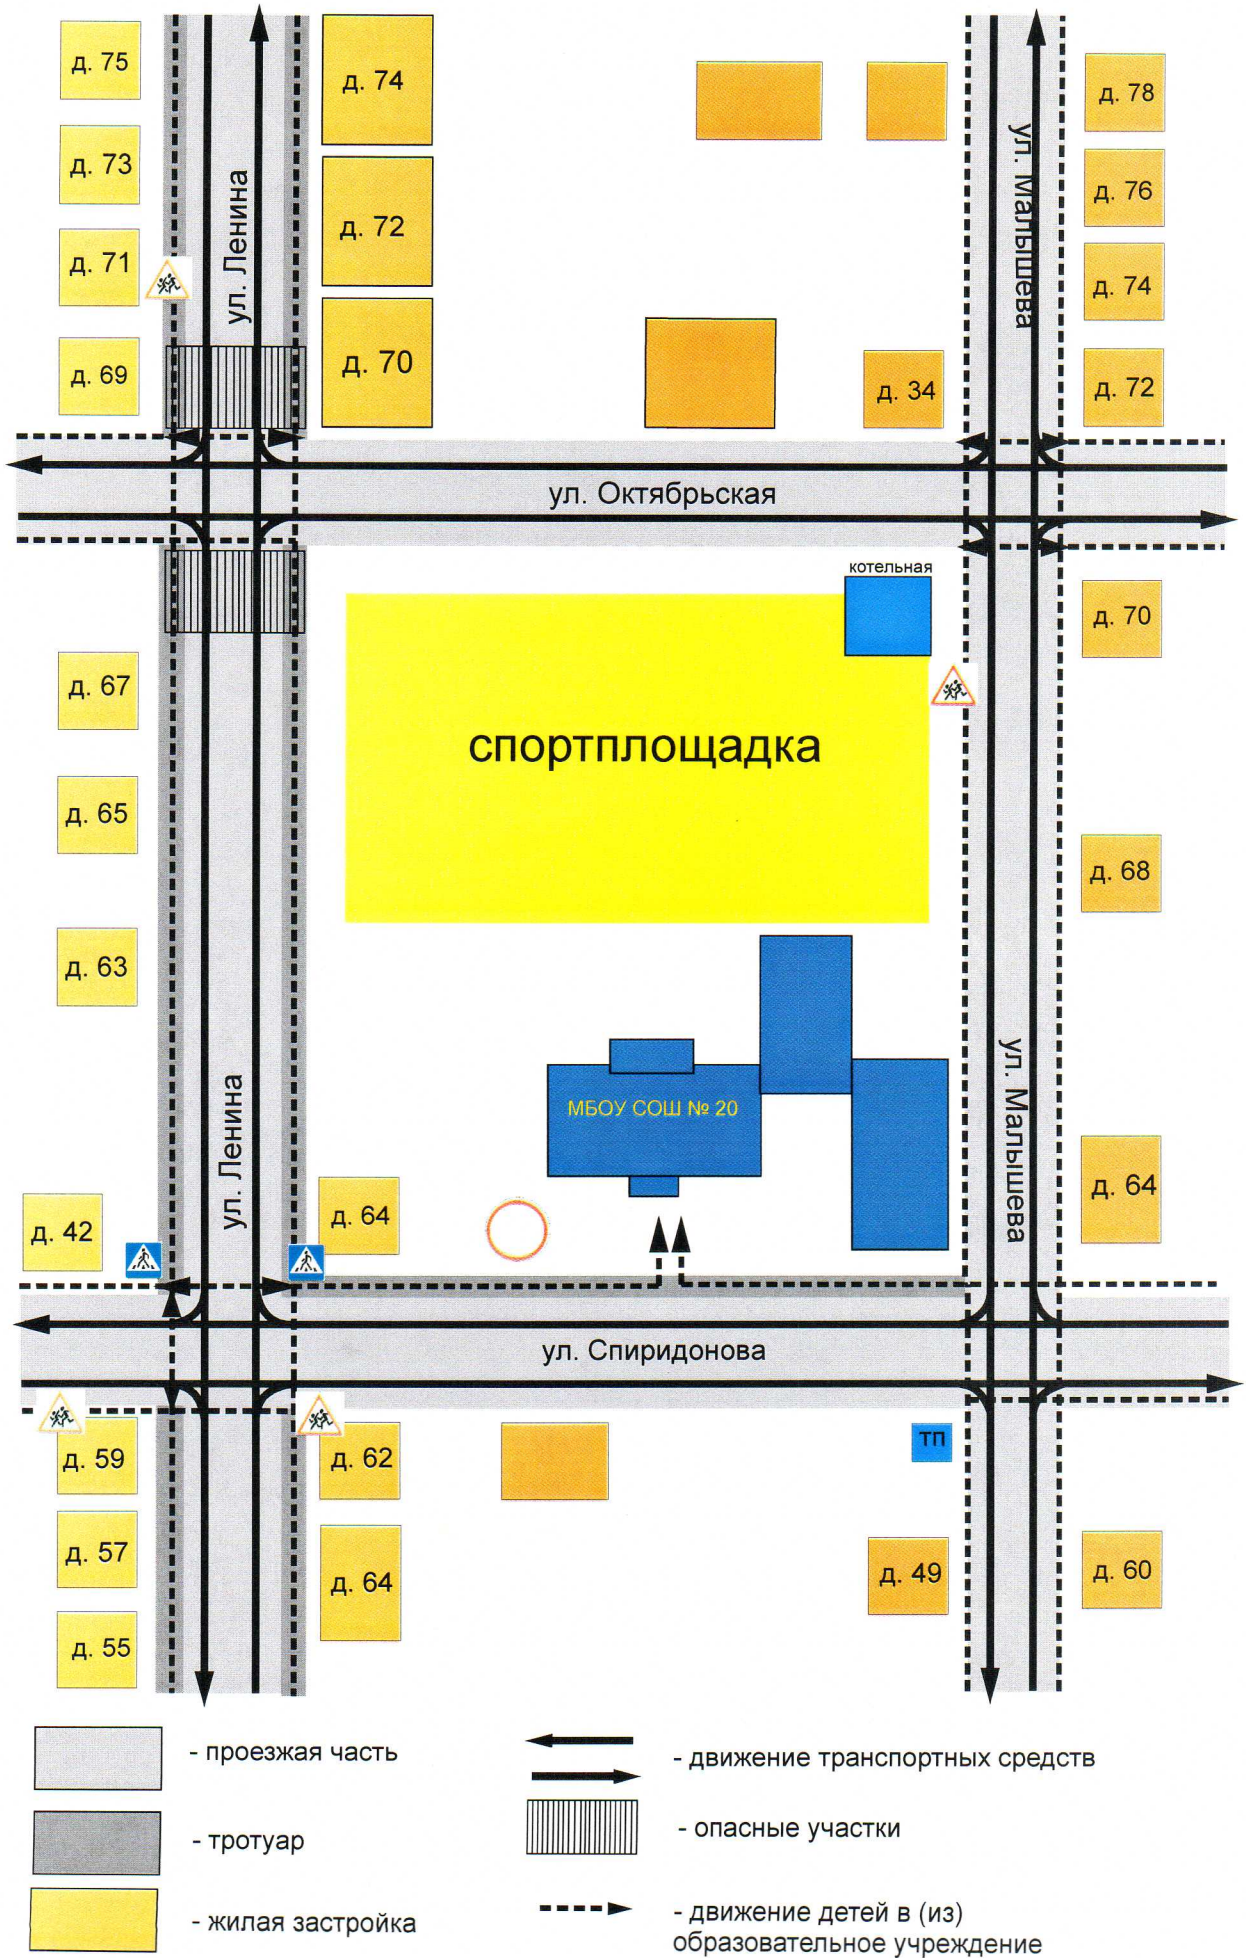 д. 75
д. 74
д. 78
д. 73
ул. Ленина
ул. Малышева
д. 76
д. 72
д. 71
д. 74
д. 69
д. 70
д. 34
д. 72
ул. Октябрьская
котельная
д. 70
д. 67
спортплощадка
д. 65
д. 68
д. 63
МБОУ СОШ № 20
ул. Ленина
ул. Малышева
д. 64
д. 42
д. 64
ул. Спиридонова
д. 59
д. 62
ТП
д. 57
д. 64
д. 49
д. 60
д. 55
- проезжая часть
- движение транспортных средств
- тротуар
- опасные участки
- жилая застройка
- движение детей в (из)
образовательное учреждение